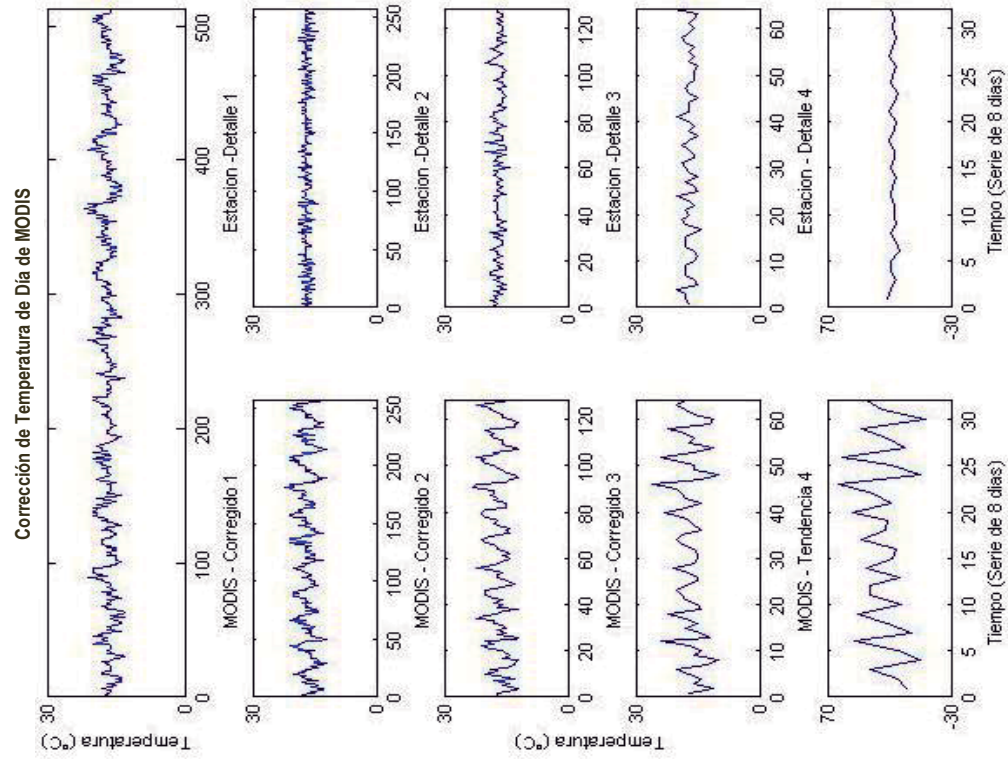 Corrección de Temperatura de Día de MODIS
Temperatura (°C)
30
0
0 100 200 300 400 500
MODIS - Corregido 1
30
0
0 50 100 150 200 250
Estacion -Detalle 1
30
0
0 50 100 150 200 250
MODIS - Corregido 2
30
0
0 20 40 60 80 100 120
Estacion -Detalle 2
30
0
0 20 40 60 80 100 120
Temperatura (°C)
MODIS - Corregido 3
30
0
0 10 20 30 40 50 60
Estacion -Detalle 3
30
0
0 10 20 30 40 50 60
MODIS - Tendencia 4
70
-30
0 5 10 15 20 25 30
Tiempo (Serie de 8 dias)
Estacion - Detalle 4
70
-30
0 5 10 15 20 25 30
Tiempo (Serie de 8 dias)